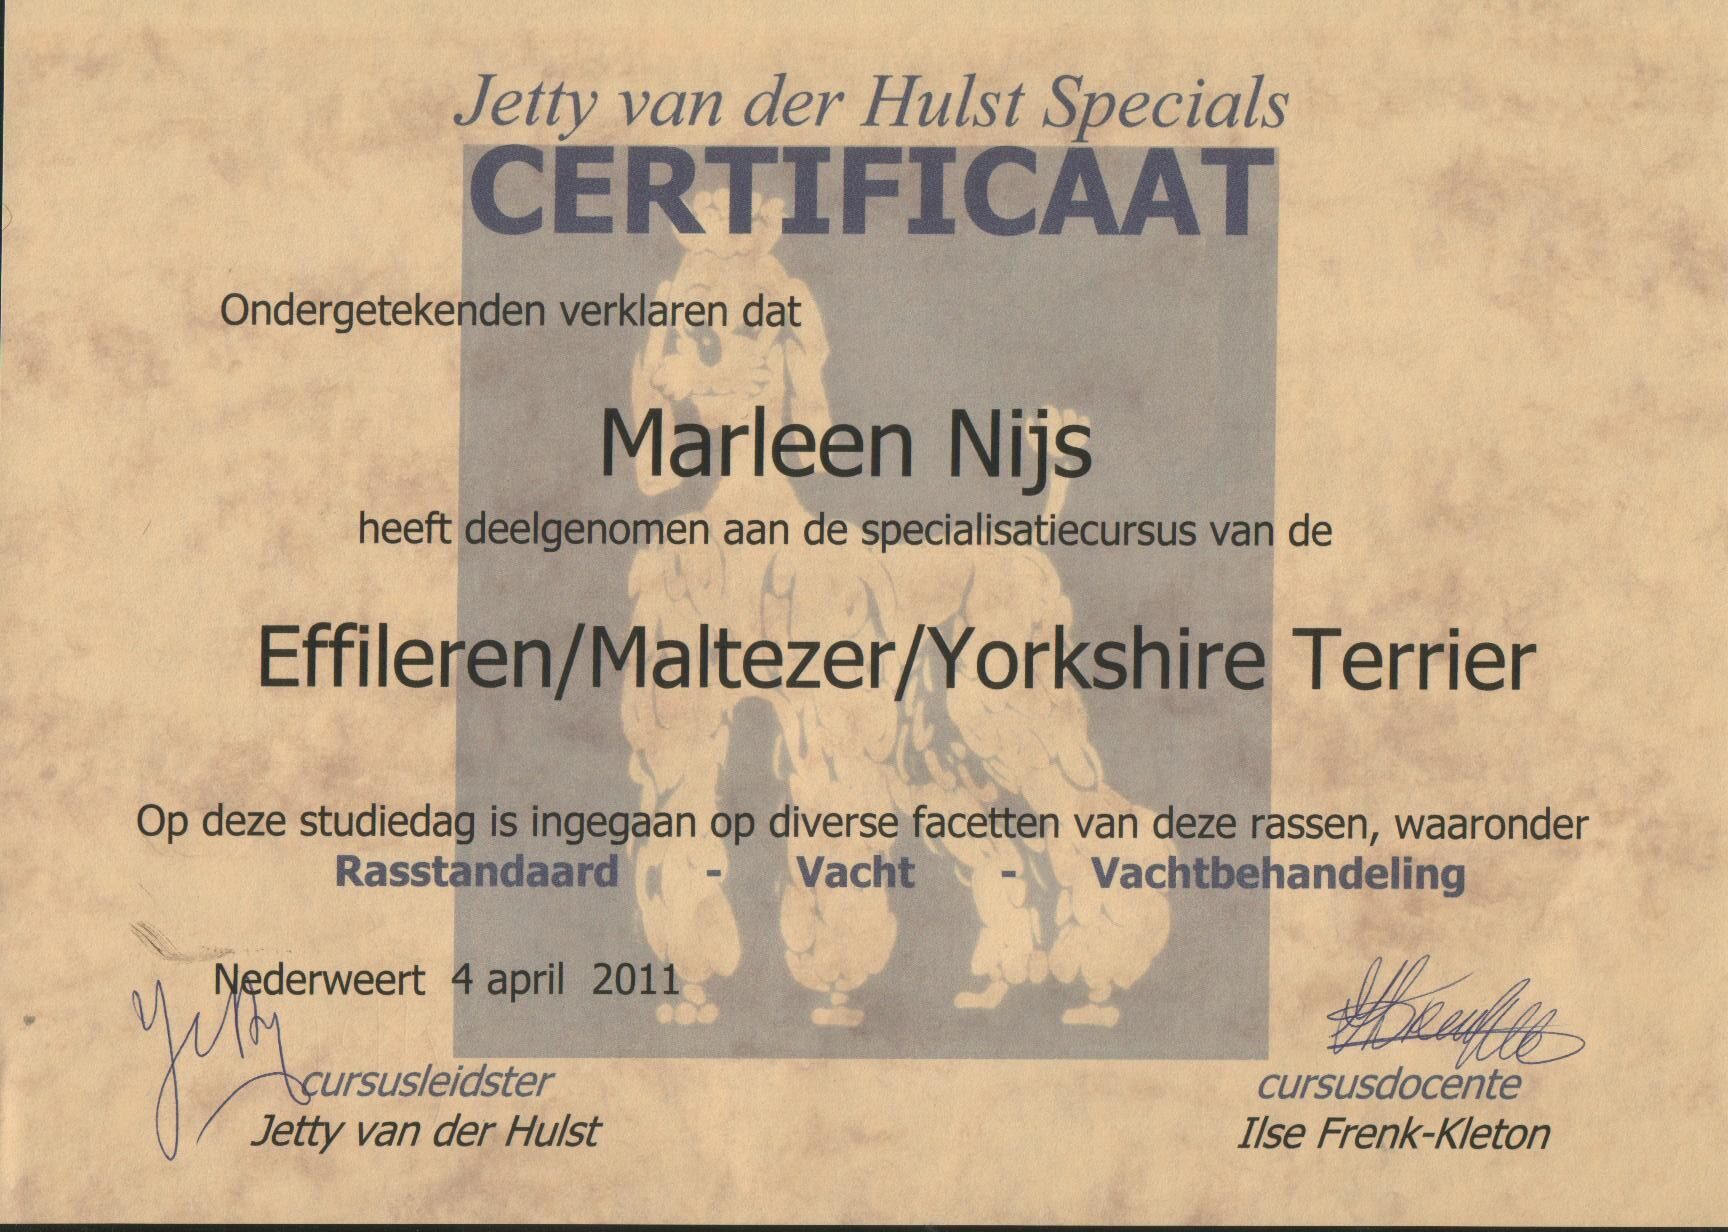 Jetty van der Hulst Specials
CERTIFICAAT
Ondergetekenden verklaren dat
Marleen Nijs
heeft deelgenomen aan de specialisatiecursus van de
Effileren/Maltezer/Yorkshire Terrier
Op deze studiedag is ingegaan op diverse facetten van deze rassen, waaronder
Rasstandaard - Vacht - Vachtbehandeling
Nederweert 4 april 2011
Jetty
cursusleidster
Jetty van der Hulst
cursusdocente
Ilse Frenk-Kleton